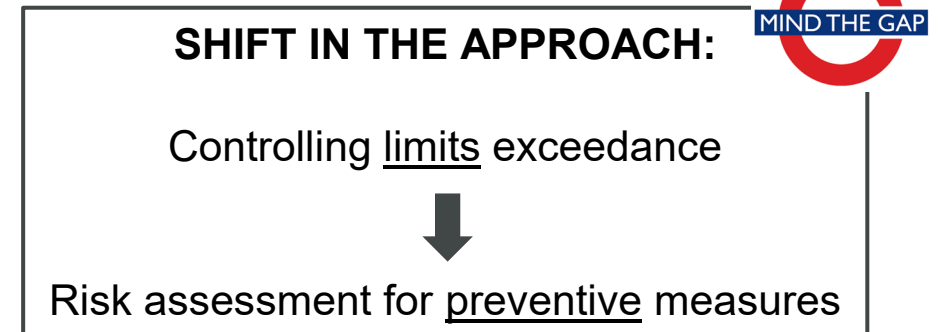 MIND THE GAP
SHIFT IN THE APPROACH:
Controlling limits exceedance
Risk assessment for preventive measures